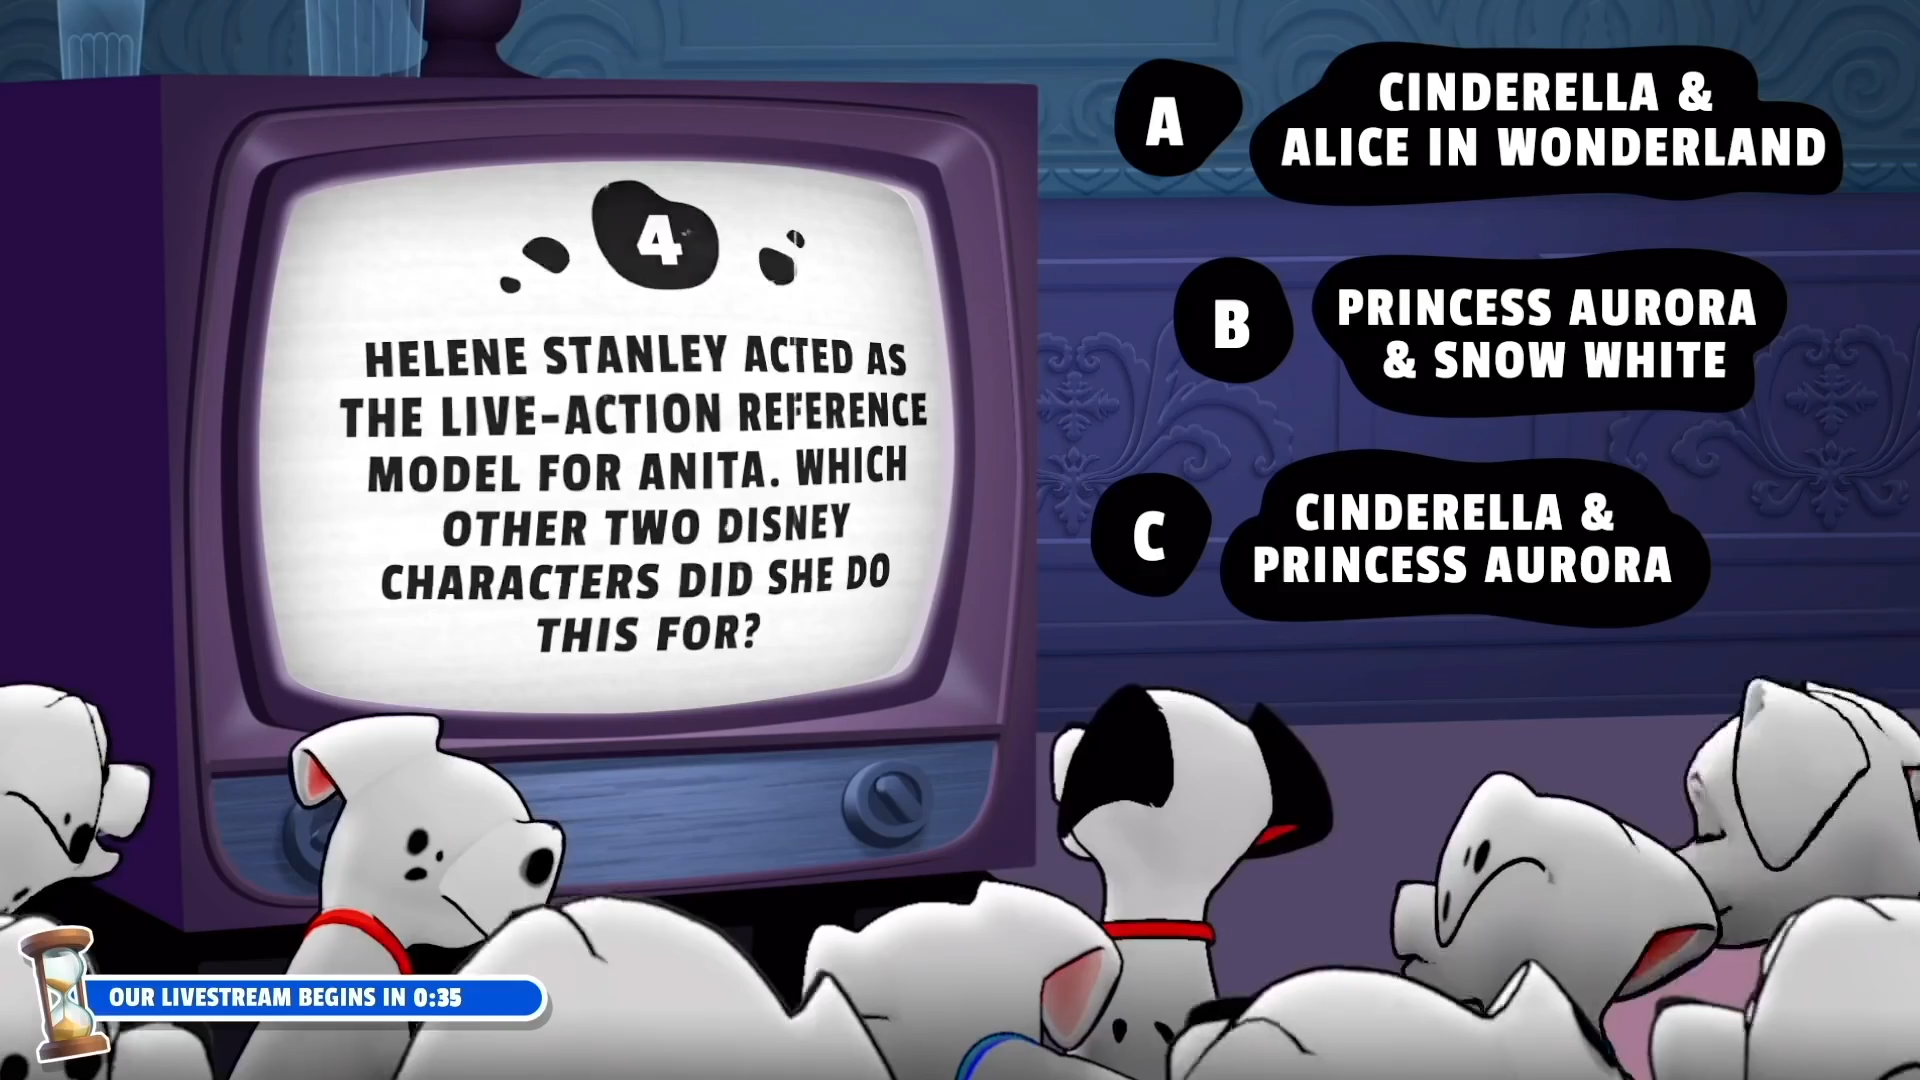 4
HELENE STANLEY ACTED AS
THE LIVE-ACTION REFERENCE
MODEL FOR ANITA. WHICH
OTHER TWO DISNEY
CHARACTERS DID SHE DO
THIS FOR?
A
CINDERELLA &
ALICE IN WONDERLAND
B
PRINCESS AURORA
& SNOW WHITE
C
CINDERELLA &
PRINCESS AURORA
OUR LIVESTREAM BEGINS IN 0:35